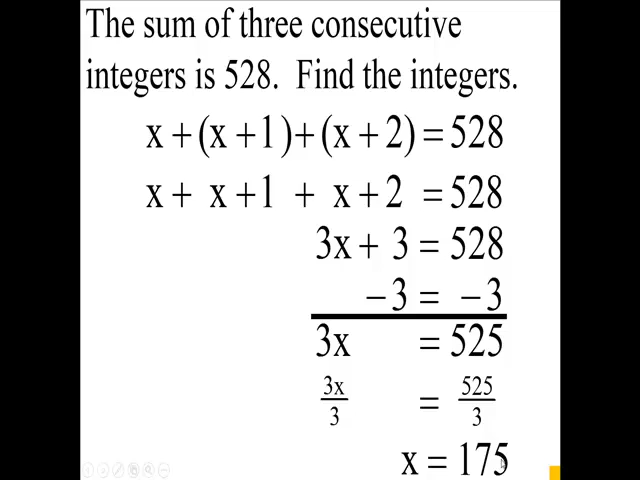 The sum of three consecutive
integers is 528. Find the integers.
x + (x + 1) + (x + 2) = 528
x + x + 1 + x + 2 = 528
3x + 3 = 528
− 3 = − 3
3x = 525
3x/3 = 525/3
x = 175